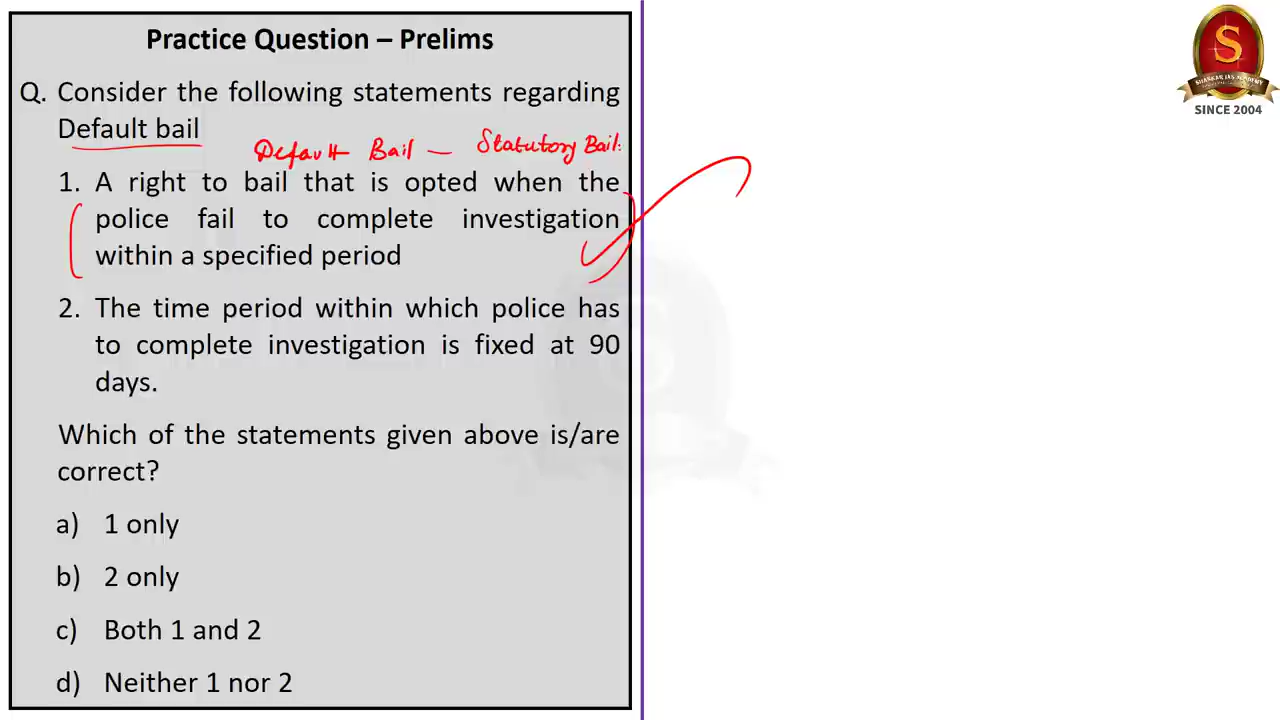 Practice Question – Prelims
Q. Consider the following statements regarding
Default bail
Default Bail — Statutory Bail.
1. A right to bail that is opted when the
police fail to complete investigation
within a specified period
2. The time period within which police has
to complete investigation is fixed at 90
days.
Which of the statements given above is/are
correct?
a) 1 only
b) 2 only
c) Both 1 and 2
d) Neither 1 nor 2
S
SHANKAR IAS ACADEMY
SINCE 2004